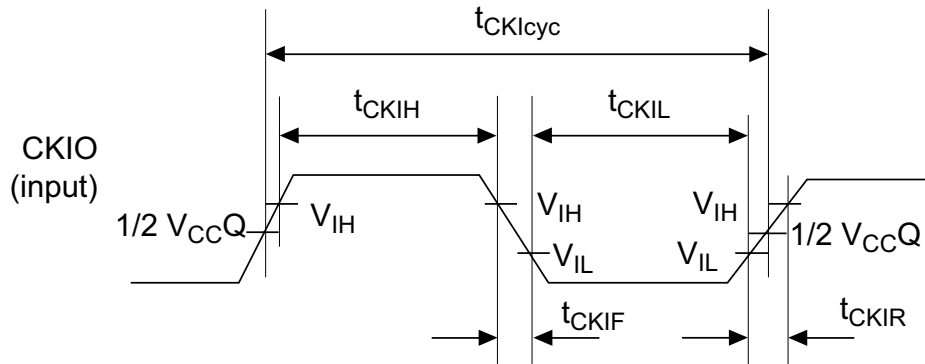 tCKIcyc
tCKIH
tCKIL
CKIO
(input)
VIH
VIH
VIH
1/2 VCCQ
1/2 VCCQ
VIL
VIL
tCKIF
tCKIR